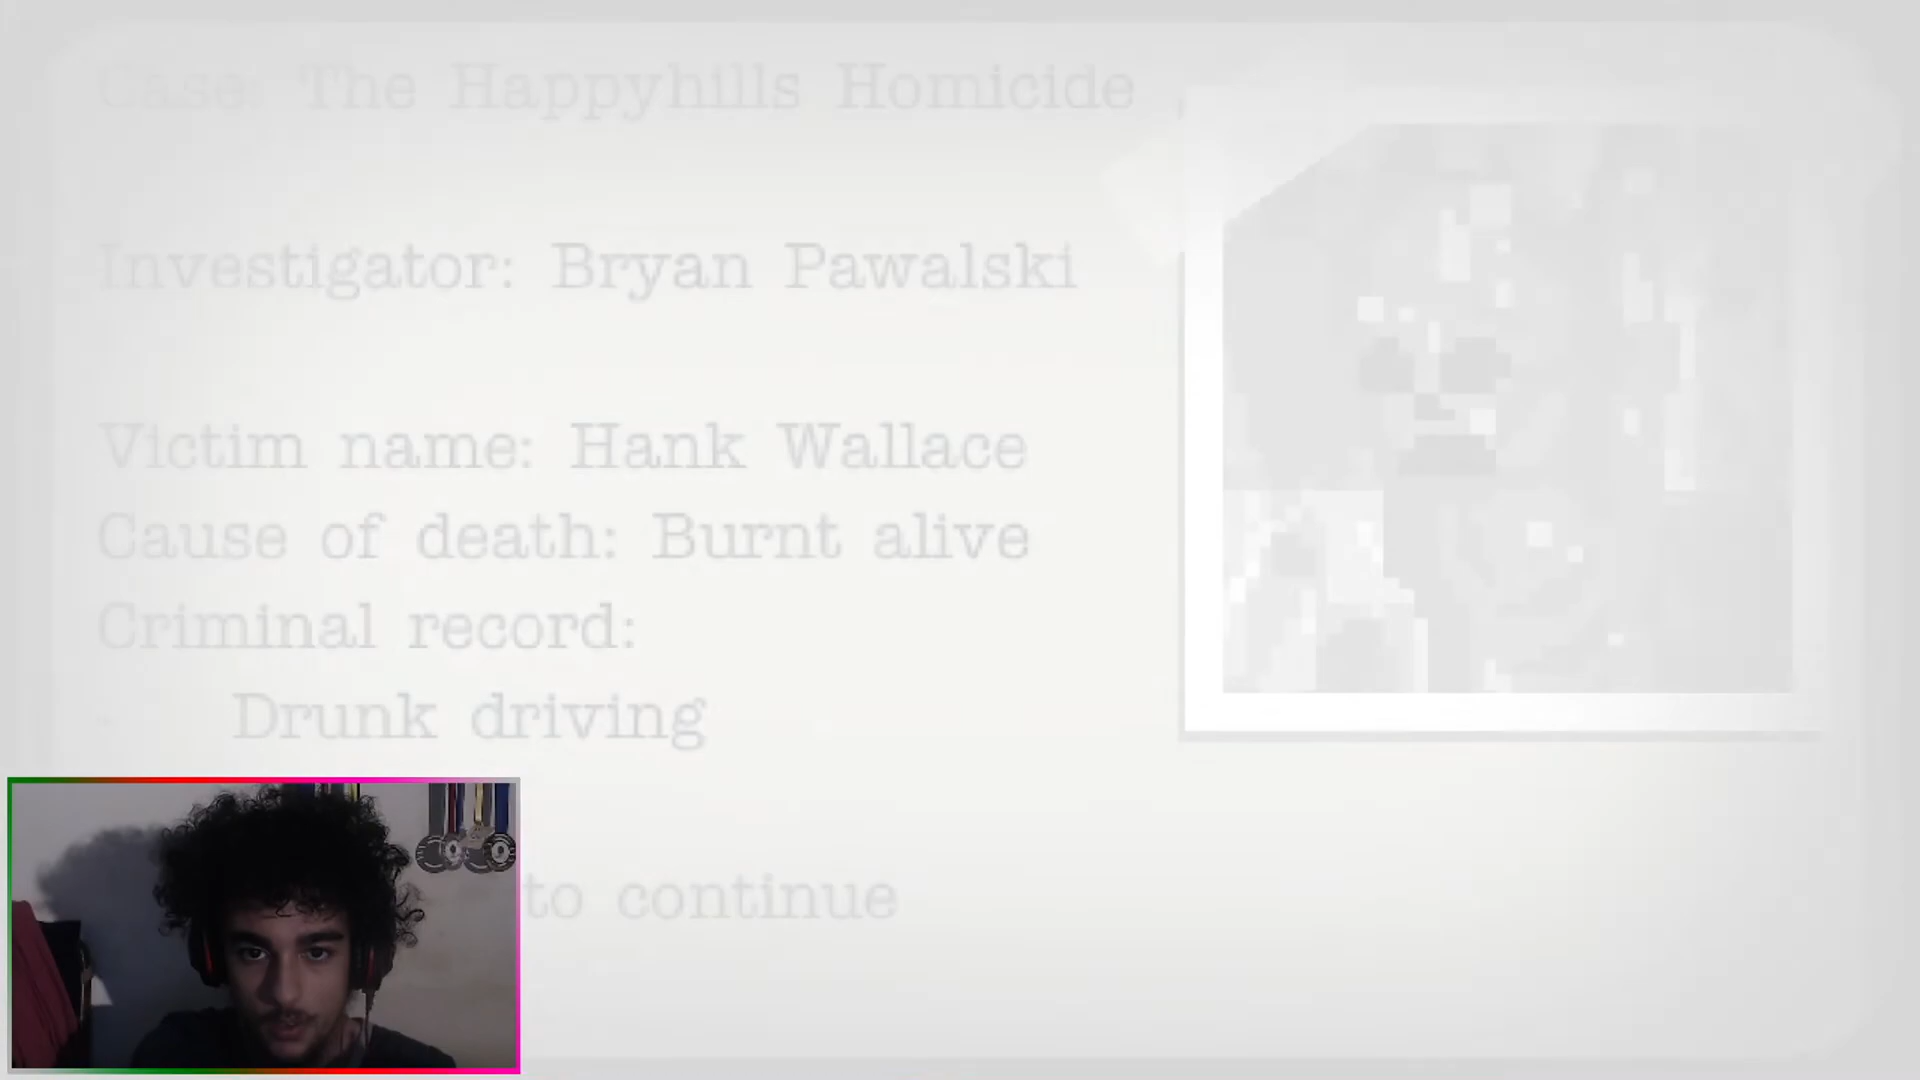 Case: The Happyhills Homicide
Investigator: Bryan Pawalski
Victim name: Hank Wallace
Cause of death: Burnt alive
Criminal record:
Drunk driving
to continue